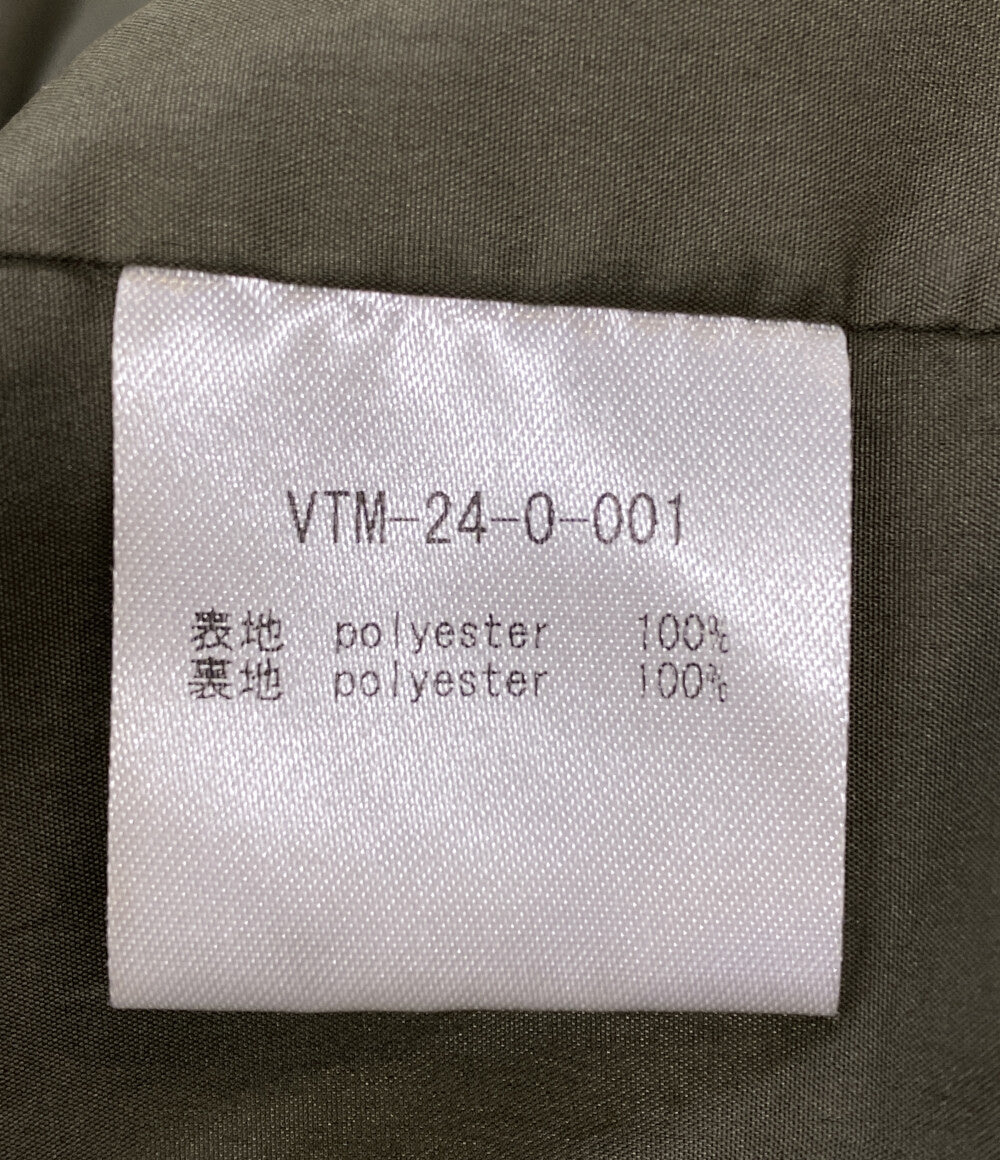 VTM-24-0-001
表地 polyester 100%
裏地 polyester 100%